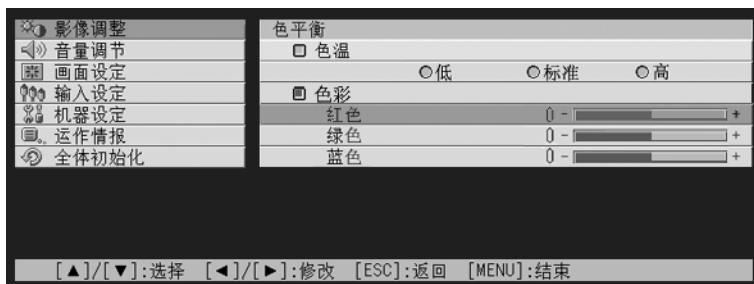 影像调整
音量调节
画面设定
输入设定
机器设定
运作情报
全体初始化
色平衡
色温
低 标准 高
色彩
红色 0 - +
绿色 0 - +
蓝色 0 - +
[▲]/[▼]:选择 [◄]/[►]:修改 [ESC]:返回 [MENU]:结束